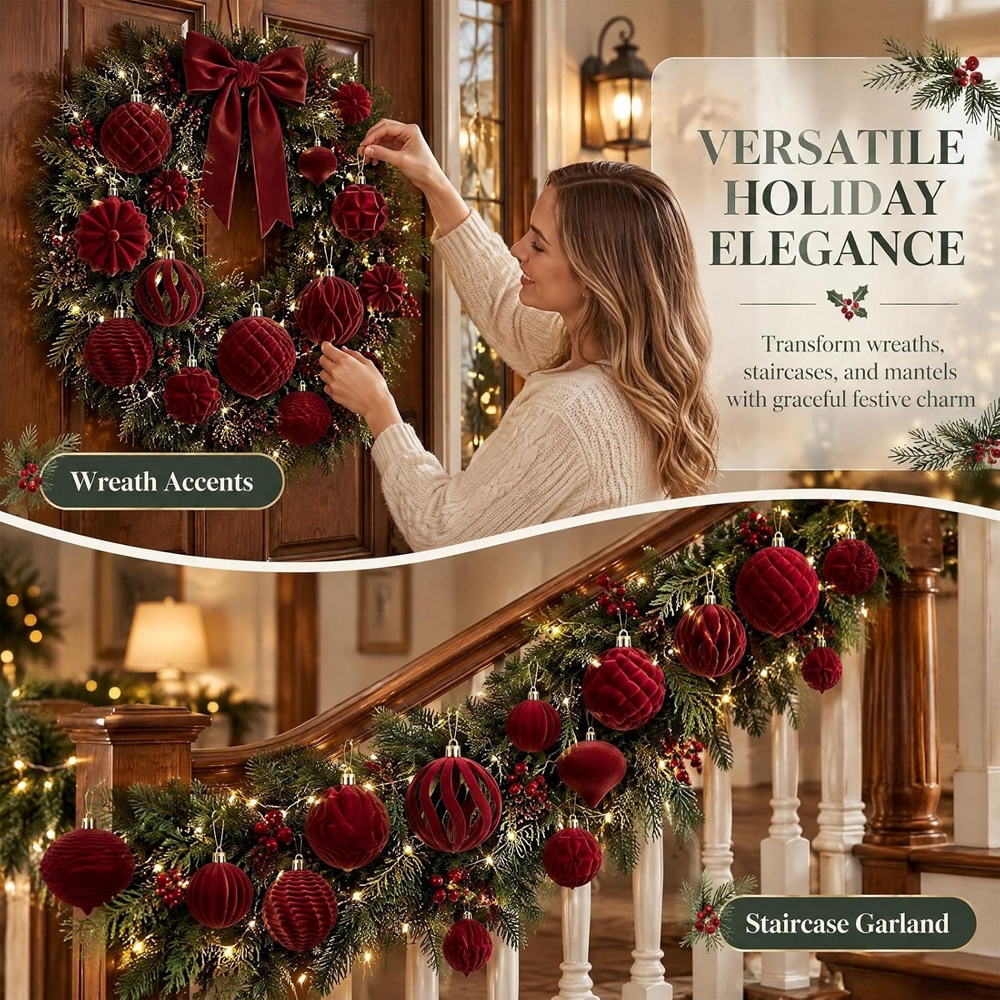 VERSATILE
HOLIDAY
ELEGANCE
Transform wreaths,
staircases, and mantels
with graceful festive charm
Wreath Accents
Staircase Garland